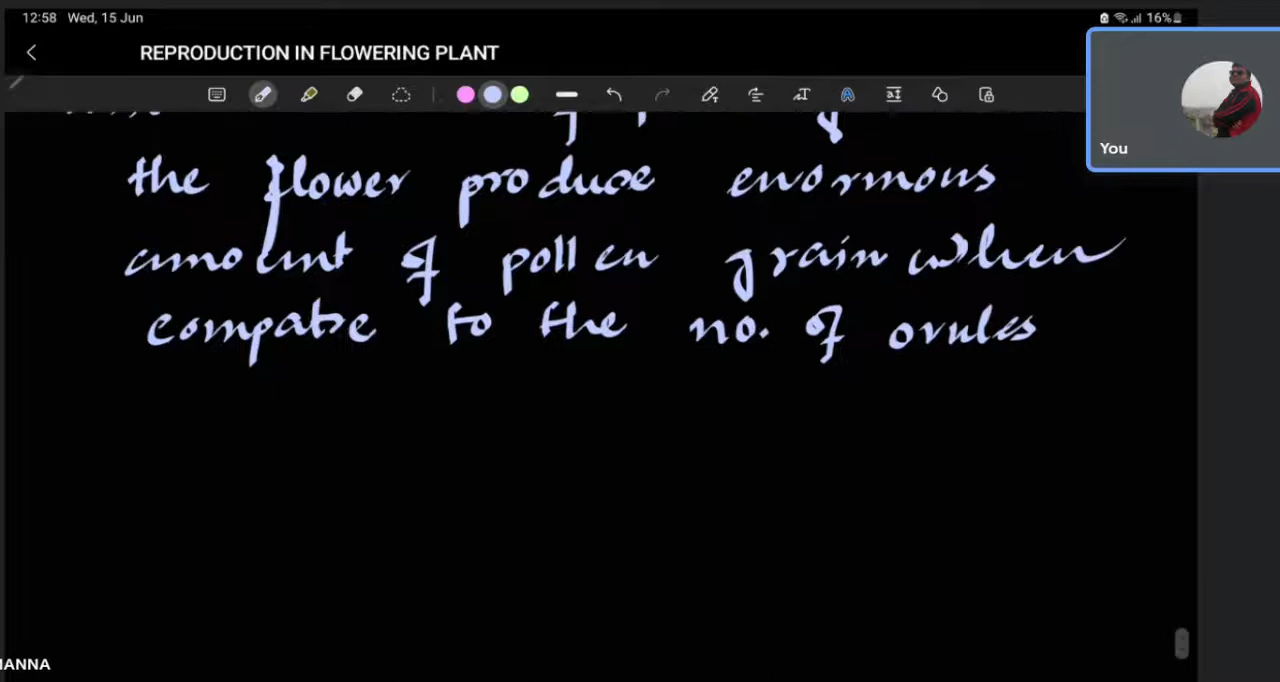 12:58 Wed, 15 Jun
16%
REPRODUCTION IN FLOWERING PLANT
You
the flower produce enormous
amount of pollen grain when
compare to the no. of ovules
MANNA